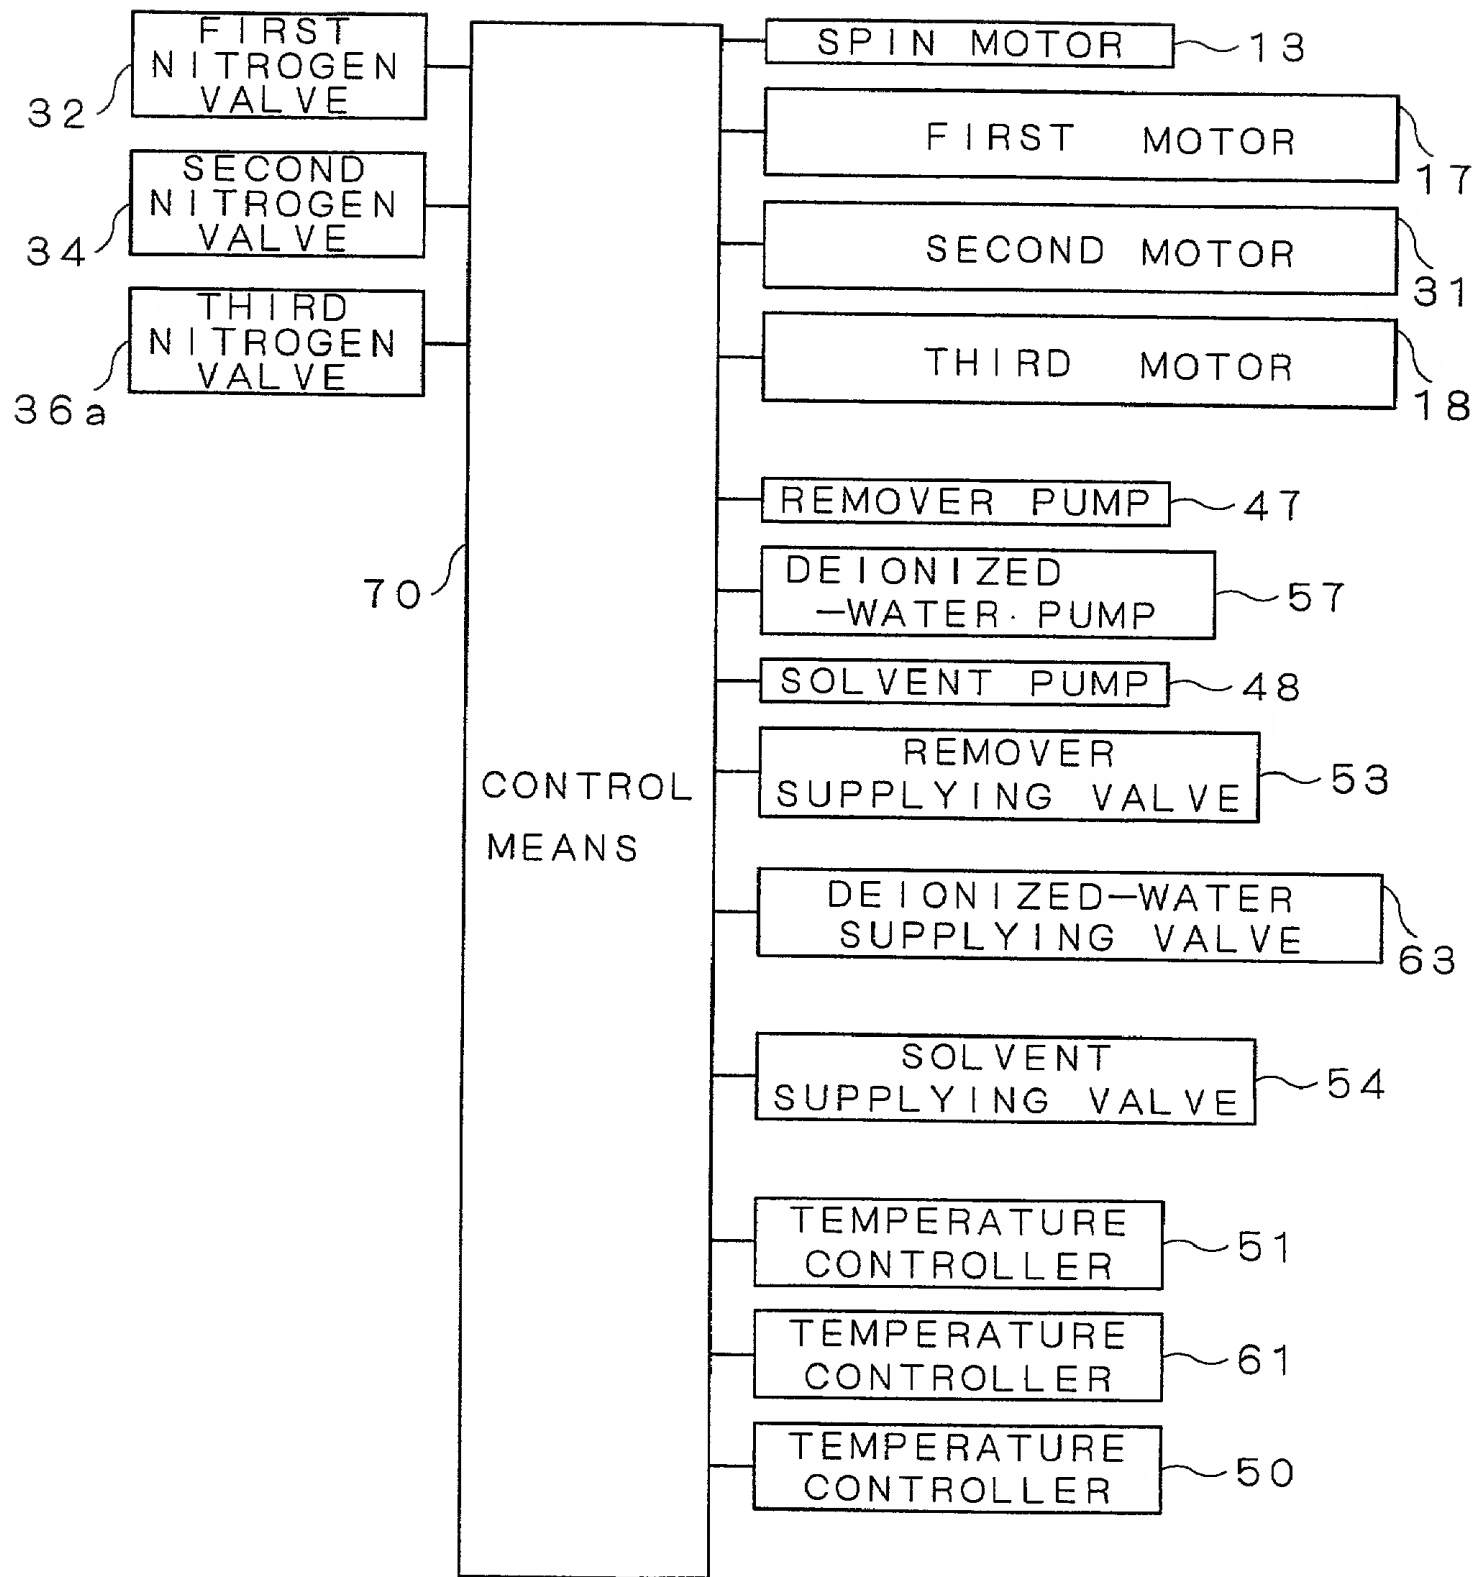 FIRST
NITROGEN
VALVE
32
SECOND
NITROGEN
VALVE
34
THIRD
NITROGEN
VALVE
36a
70
CONTROL
MEANS
SPIN MOTOR
13
FIRST MOTOR
17
SECOND MOTOR
31
THIRD MOTOR
18
REMOVER PUMP
47
DEIONIZED
-WATER PUMP
57
SOLVENT PUMP
48
REMOVER
SUPPLYING VALVE
53
DEIONIZED-WATER
SUPPLYING VALVE
63
SOLVENT
SUPPLYING VALVE
54
TEMPERATURE
CONTROLLER
51
TEMPERATURE
CONTROLLER
61
TEMPERATURE
CONTROLLER
50